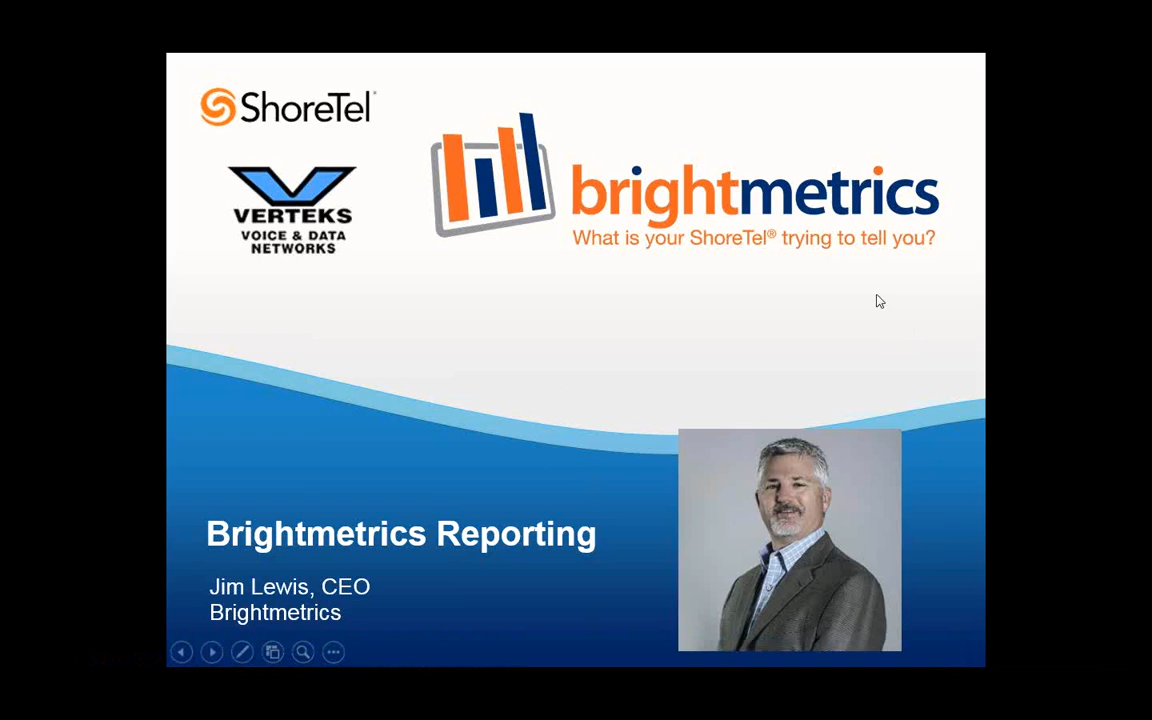 ShoreTel
VERTEKS
VOICE & DATA
NETWORKS
brightmetrics
What is your ShoreTel® trying to tell you?
Brightmetrics Reporting
Jim Lewis, CEO
Brightmetrics